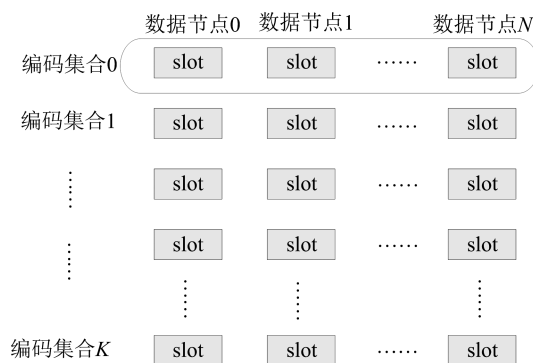 数据节点0 数据节点1 数据节点N
编码集合0 slot slot …… slot
编码集合1 slot slot …… slot
…… slot slot …… slot
…… slot slot …… slot
…… …… ……
编码集合K slot slot …… slot